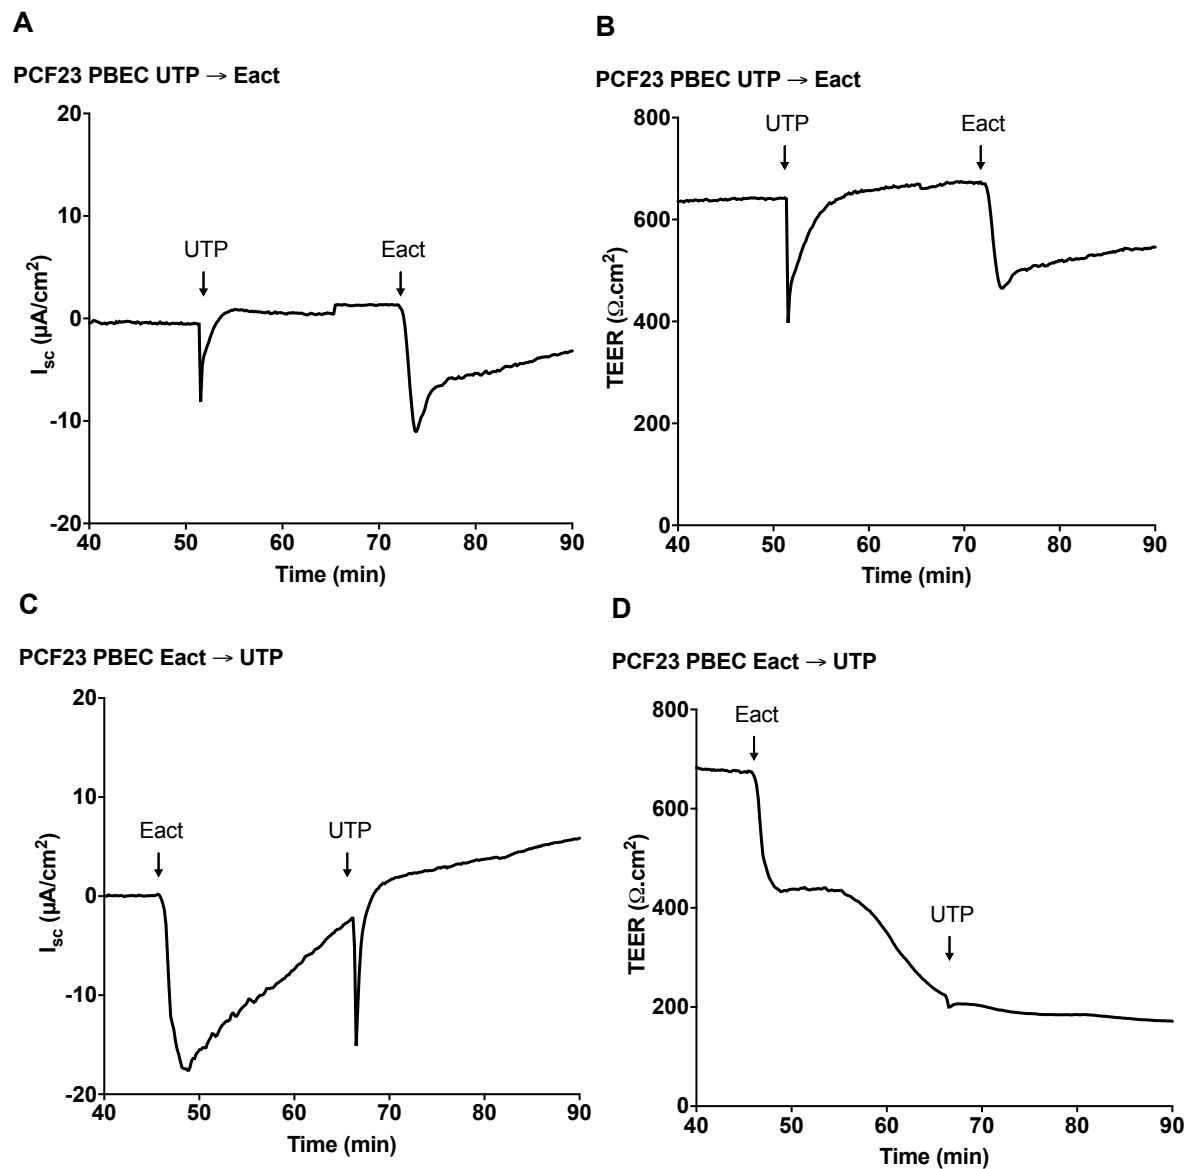 A
PCF23 PBEC UTP → Eact
20
10
0
-10
-20
40 50 60 70 80 90
Time (min)
Isc (µA/cm2)
UTP
Eact
B
PCF23 PBEC UTP → Eact
800
600
400
200
0
40 50 60 70 80 90
Time (min)
TEER (Ω.cm2)
UTP
Eact
C
PCF23 PBEC Eact → UTP
20
10
0
-10
-20
40 50 60 70 80 90
Time (min)
Isc (µA/cm2)
Eact
UTP
D
PCF23 PBEC Eact → UTP
800
600
400
200
0
40 50 60 70 80 90
Time (min)
TEER (Ω.cm2)
Eact
UTP